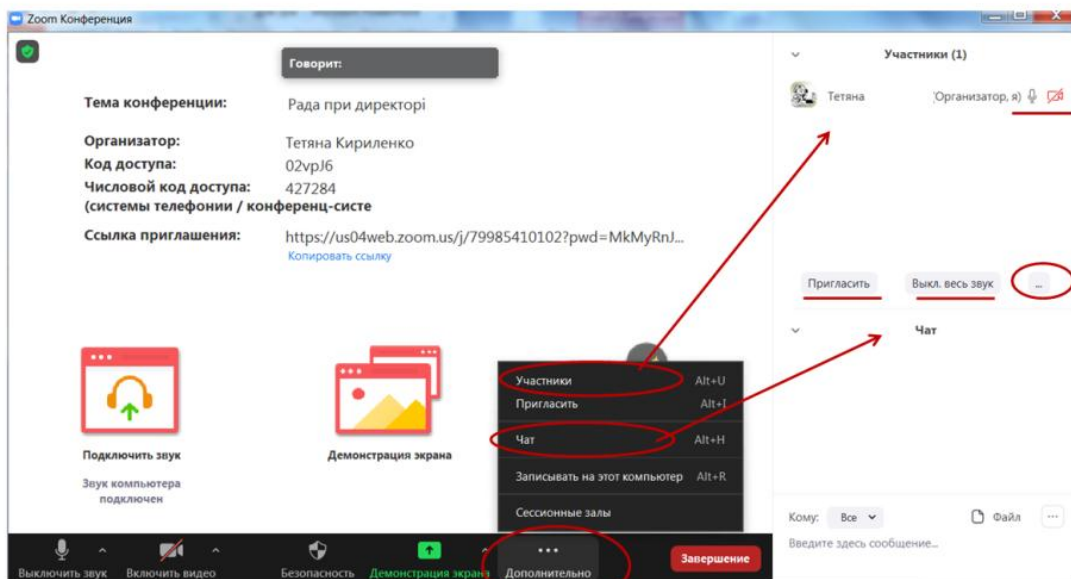 Zoom Конференция
Говорит:
Тема конференции: Рада при директорі
Организатор: Тетяна Кириленко
Код доступа: 02vpJ6
Числовой код доступа: 427284
(системы телефонии / конференц-систе
Ссылка приглашения: https://us04web.zoom.us/j/79985410102?pwd=MkMyRnJ...
Копировать ссылку
Подключить звук
Звук компьютера
подключен
Демонстрация экрана
Участники Alt+U
Пригласить Alt+I
Чат Alt+H
Записывать на этот компьютер Alt+R
Сессионные залы
Выключить звук
Включить видео
Безопасность
Демонстрация экрана
Дополнительно
Завершение
Участники (1)
Тетяна (Организатор, я)
Пригласить
Выкл. весь звук
...
Чат
Кому: Все
Файл
Введите здесь сообщение...